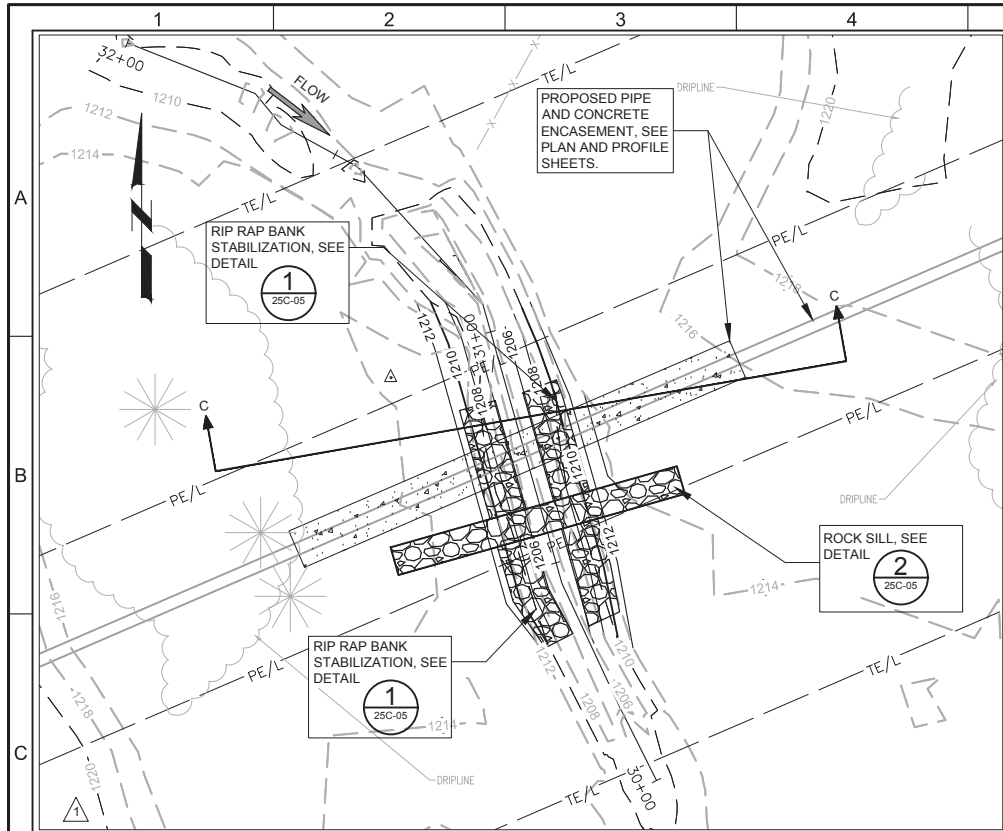 1
2
3
4
A
B
C
32+00
1210
1212
1214
FLOW
TE/L
X
X
DRIPLINE
1220
PROPOSED PIPE
AND CONCRETE
ENCASEMENT, SEE
PLAN AND PROFILE
SHEETS.
TE/L
RIP RAP BANK
STABILIZATION, SEE
DETAIL
1
25C-05
PE/L
1218
1216
C
1212
1210
1208
31+00
PE/L
1206
1208
1210
C
PE/L
PE/L
DRIPLINE
1206
1212
ROCK SILL, SEE
DETAIL
2
25C-05
1214
1216
RIP RAP BANK
STABILIZATION, SEE
DETAIL
1
25C-05
PE/L
1212
1210
1208
1206
TE/L
1218
1214
1220
DRIPLINE
30+00
TE/L
1